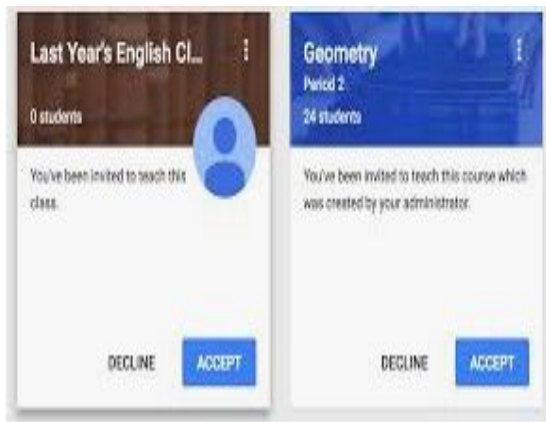 Last Year's English Cl...
0 students
You've been invited to teach this
class.
DECLINE
ACCEPT
Geometry
Period 2
24 students
You've been invited to teach this course which
was created by your administrator.
DECLINE
ACCEPT